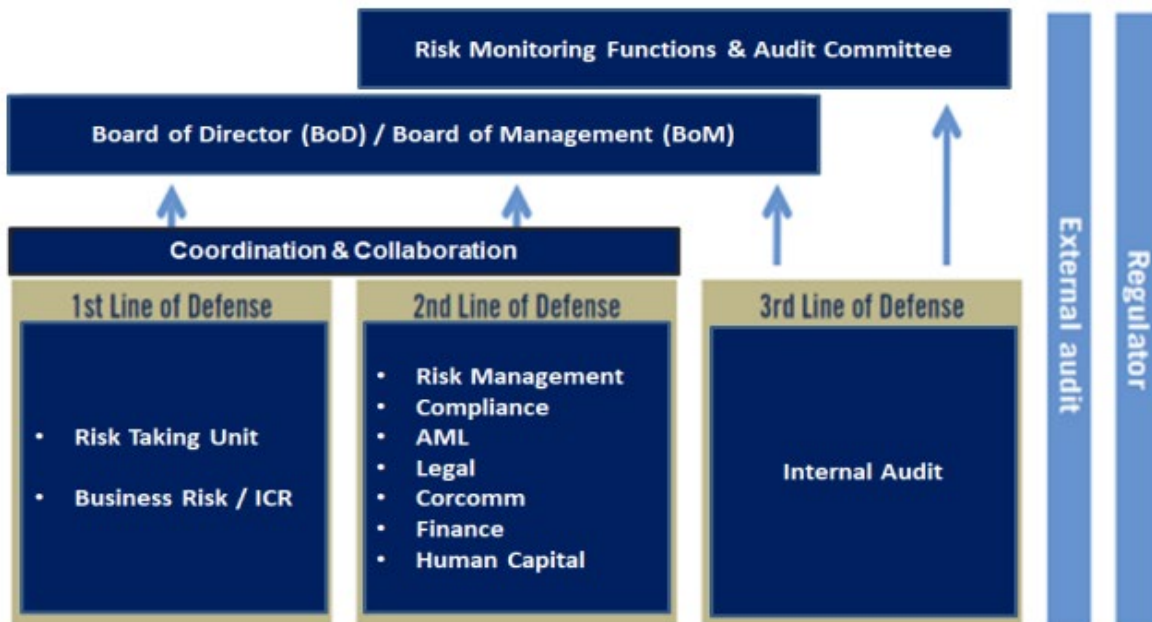 Risk Monitoring Functions & Audit Committee
Board of Director (BoD) / Board of Management (BoM)
Coordination & Collaboration
1st Line of Defense
• Risk Taking Unit
• Business Risk / ICR
2nd Line of Defense
• Risk Management
• Compliance
• AML
• Legal
• Corcomm
• Finance
• Human Capital
3rd Line of Defense
Internal Audit
External audit
Regulator